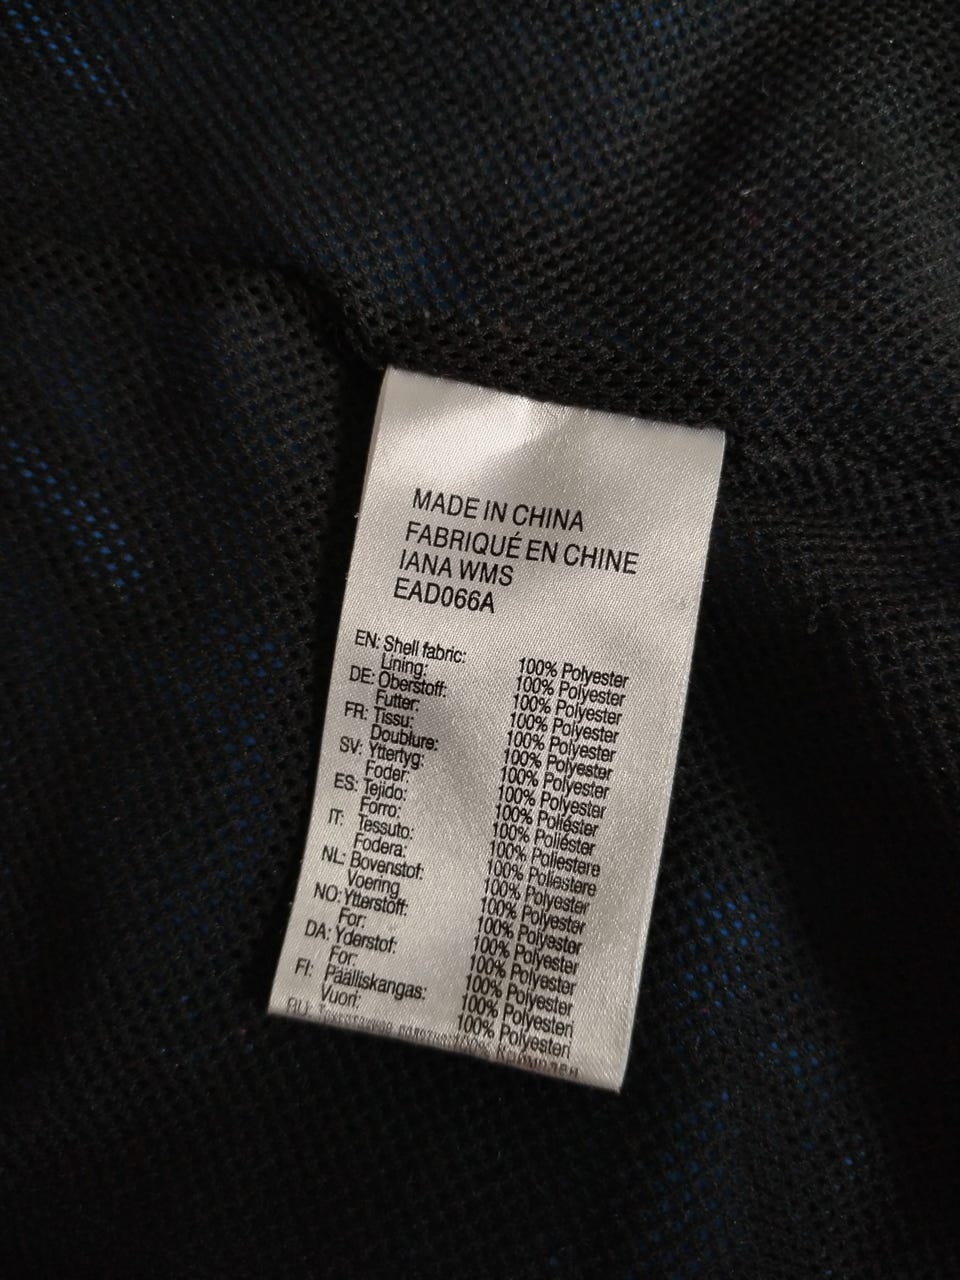 MADE IN CHINA
FABRIQUÉ EN CHINE
IANA WMS
EAD066A
EN: Shell fabric: 100% Polyester
Lining: 100% Polyester
DE: Oberstoff: 100% Polyester
Futter: 100% Polyester
FR: Tissu: 100% Polyester
Doublure: 100% Polyester
SV: Yttertyg: 100% Polyester
Foder: 100% Polyester
ES: Tejido: 100% Poliéster
Forro: 100% Poliéster
IT: Tessuto: 100% Poliestere
Fodera: 100% Poliestere
NL: Bovenstof: 100% Polyester
Voering 100% Polyester
NO: Ytterstoff: 100% Polyester
For: 100% Polyester
DA: Yderstof: 100% Polyester
For: 100% Polyester
FI: Päälliskangas: 100% Polyesteri
Vuori: 100% Polyesteri